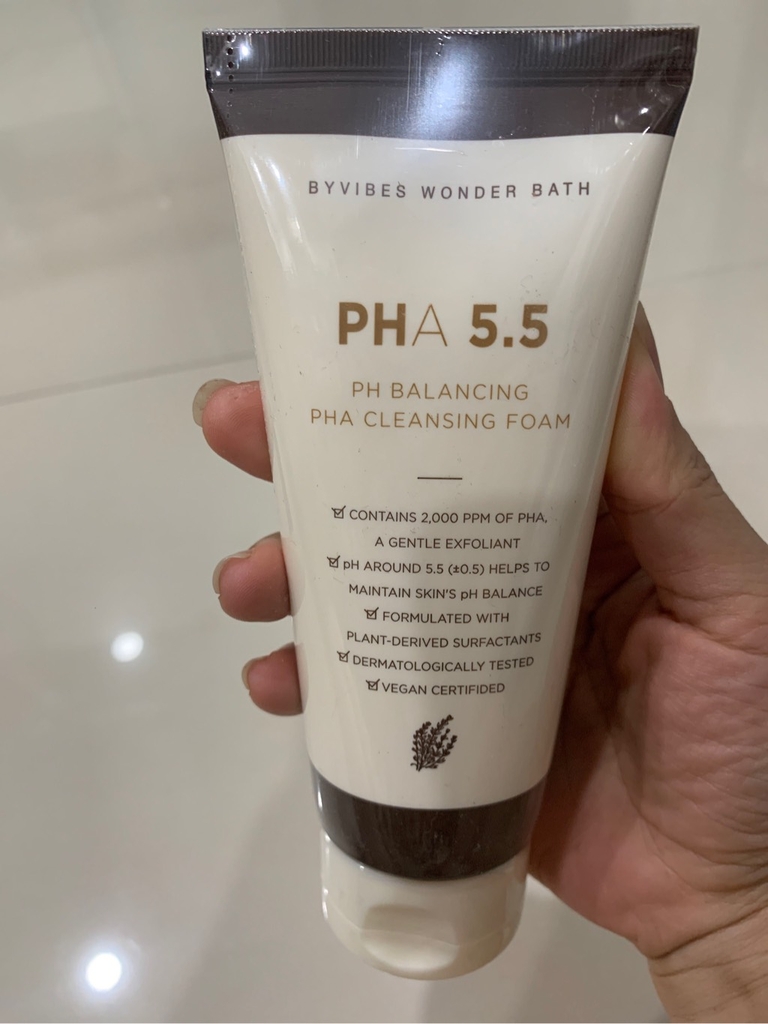 BYVIBES WONDER BATH
PHA 5.5
PH BALANCING
PHA CLEANSING FOAM
CONTAINS 2,000 PPM OF PHA,
A GENTLE EXFOLIANT
pH AROUND 5.5 (±0.5) HELPS TO
MAINTAIN SKIN'S pH BALANCE
FORMULATED WITH
PLANT-DERIVED SURFACTANTS
DERMATOLOGICALLY TESTED
VEGAN CERTIFIDED